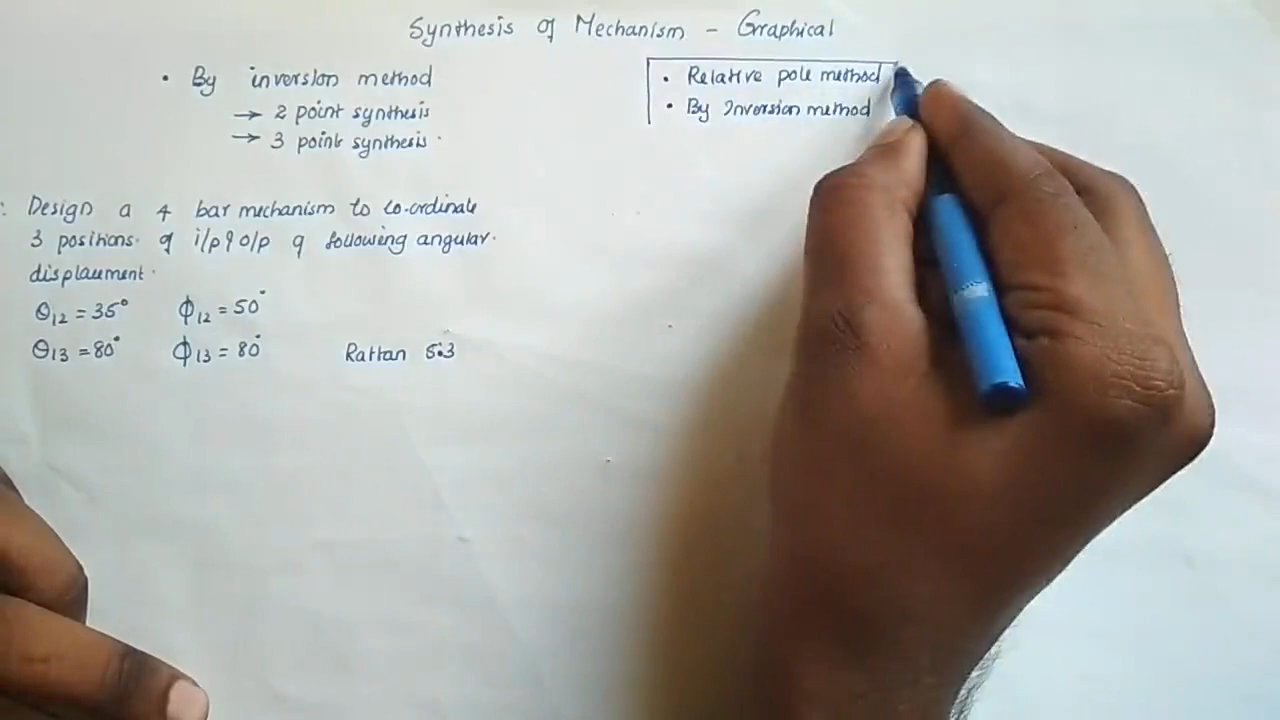 Synthesis of Mechanism - Graphical
• By inversion method
→ 2 point synthesis
→ 3 point synthesis.
• Relative pole method
• By Inversion method
: Design a 4 bar mechanism to co-ordinate
3 positions of i/p & o/p of following angular.
displacement.
θ12 = 35° ϕ12 = 50°
θ13 = 80° ϕ13 = 80° Rattan 5.3